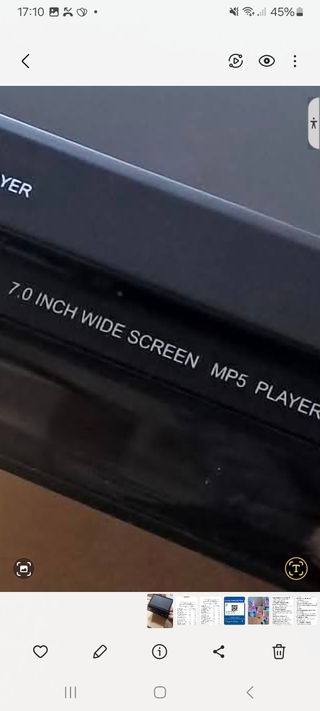 17:10
45%
YER
7.0 INCH WIDE SCREEN MP5 PLAYER
T